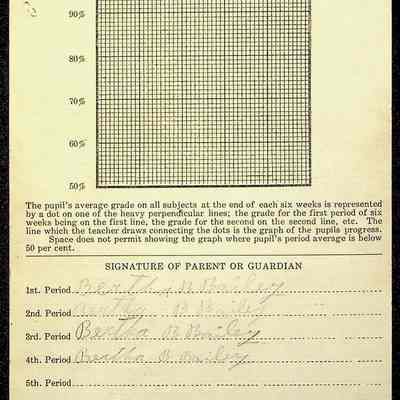 90%
80%
70%
60%
50%
The pupil's average grade on all subjects at the end of each six weeks is represented
by a dot on one of the heavy perpendicular lines; the grade for the first period of six
weeks being on the first line, the grade for the second on the second line, etc. The
line which the teacher draws connecting the dots is the graph of the pupils progress.
Space does not permit showing the graph where pupil's period average is below
50 per cent.
SIGNATURE OF PARENT OR GUARDIAN
1st. Period Bertha B Bailey
2nd. Period Bertha B Bailey
3rd. Period Bertha B Bailey
4th. Period Bertha B Bailey
5th. Period